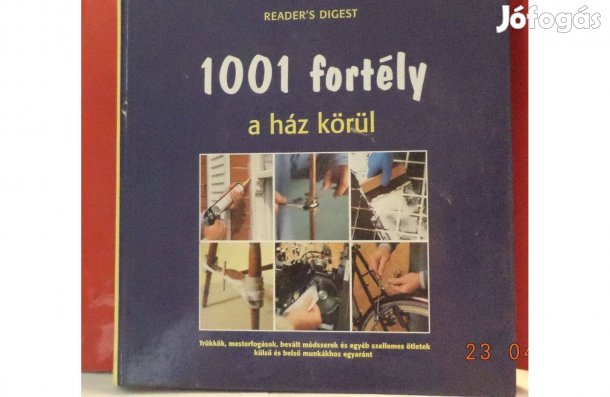 Jófogás
READER'S DIGEST
1001 fortély
a ház körül
Trükkök, mesterfogások, bevált módszerek és egyéb szellemes ötletek
külső és belső munkákhoz egyaránt
23 04